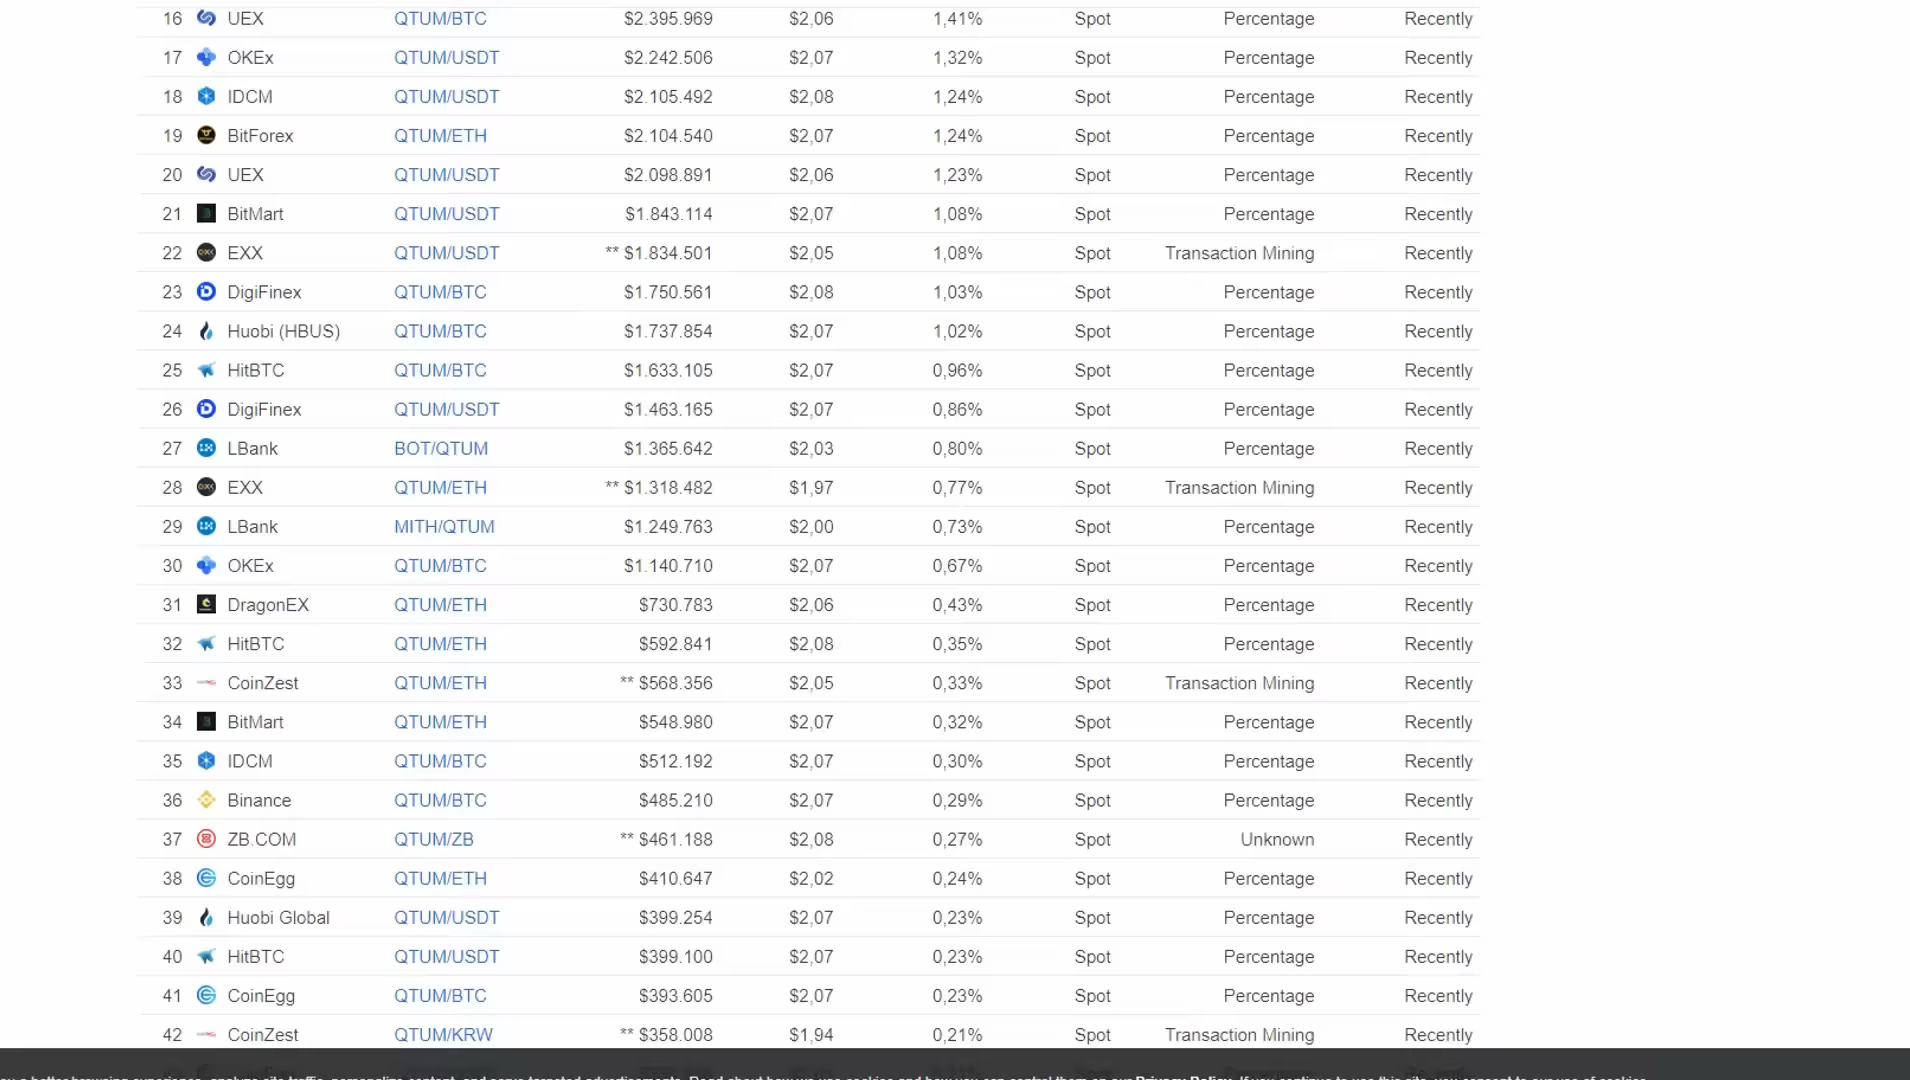 16 UEX QTUM/BTC $2.395.969 $2,06 1,41% Spot Percentage Recently
17 OKEx QTUM/USDT $2.242.506 $2,07 1,32% Spot Percentage Recently
18 IDCM QTUM/USDT $2.105.492 $2,08 1,24% Spot Percentage Recently
19 BitForex QTUM/ETH $2.104.540 $2,07 1,24% Spot Percentage Recently
20 UEX QTUM/USDT $2.098.891 $2,06 1,23% Spot Percentage Recently
21 BitMart QTUM/USDT $1.843.114 $2,07 1,08% Spot Percentage Recently
22 EXX QTUM/USDT ** $1.834.501 $2,05 1,08% Spot Transaction Mining Recently
23 DigiFinex QTUM/BTC $1.750.561 $2,08 1,03% Spot Percentage Recently
24 Huobi (HBUS) QTUM/BTC $1.737.854 $2,07 1,02% Spot Percentage Recently
25 HitBTC QTUM/BTC $1.633.105 $2,07 0,96% Spot Percentage Recently
26 DigiFinex QTUM/USDT $1.463.165 $2,07 0,86% Spot Percentage Recently
27 LBank BOT/QTUM $1.365.642 $2,03 0,80% Spot Percentage Recently
28 EXX QTUM/ETH ** $1.318.482 $1,97 0,77% Spot Transaction Mining Recently
29 LBank MITH/QTUM $1.249.763 $2,00 0,73% Spot Percentage Recently
30 OKEx QTUM/BTC $1.140.710 $2,07 0,67% Spot Percentage Recently
31 DragonEX QTUM/ETH $730.783 $2,06 0,43% Spot Percentage Recently
32 HitBTC QTUM/ETH $592.841 $2,08 0,35% Spot Percentage Recently
33 CoinZest QTUM/ETH ** $568.356 $2,05 0,33% Spot Transaction Mining Recently
34 BitMart QTUM/ETH $548.980 $2,07 0,32% Spot Percentage Recently
35 IDCM QTUM/BTC $512.192 $2,07 0,30% Spot Percentage Recently
36 Binance QTUM/BTC $485.210 $2,07 0,29% Spot Percentage Recently
37 ZB.COM QTUM/ZB ** $461.188 $2,08 0,27% Spot Unknown Recently
38 CoinEgg QTUM/ETH $410.647 $2,02 0,24% Spot Percentage Recently
39 Huobi Global QTUM/USDT $399.254 $2,07 0,23% Spot Percentage Recently
40 HitBTC QTUM/USDT $399.100 $2,07 0,23% Spot Percentage Recently
41 CoinEgg QTUM/BTC $393.605 $2,07 0,23% Spot Percentage Recently
42 CoinZest QTUM/KRW ** $358.008 $1,94 0,21% Spot Transaction Mining Recently